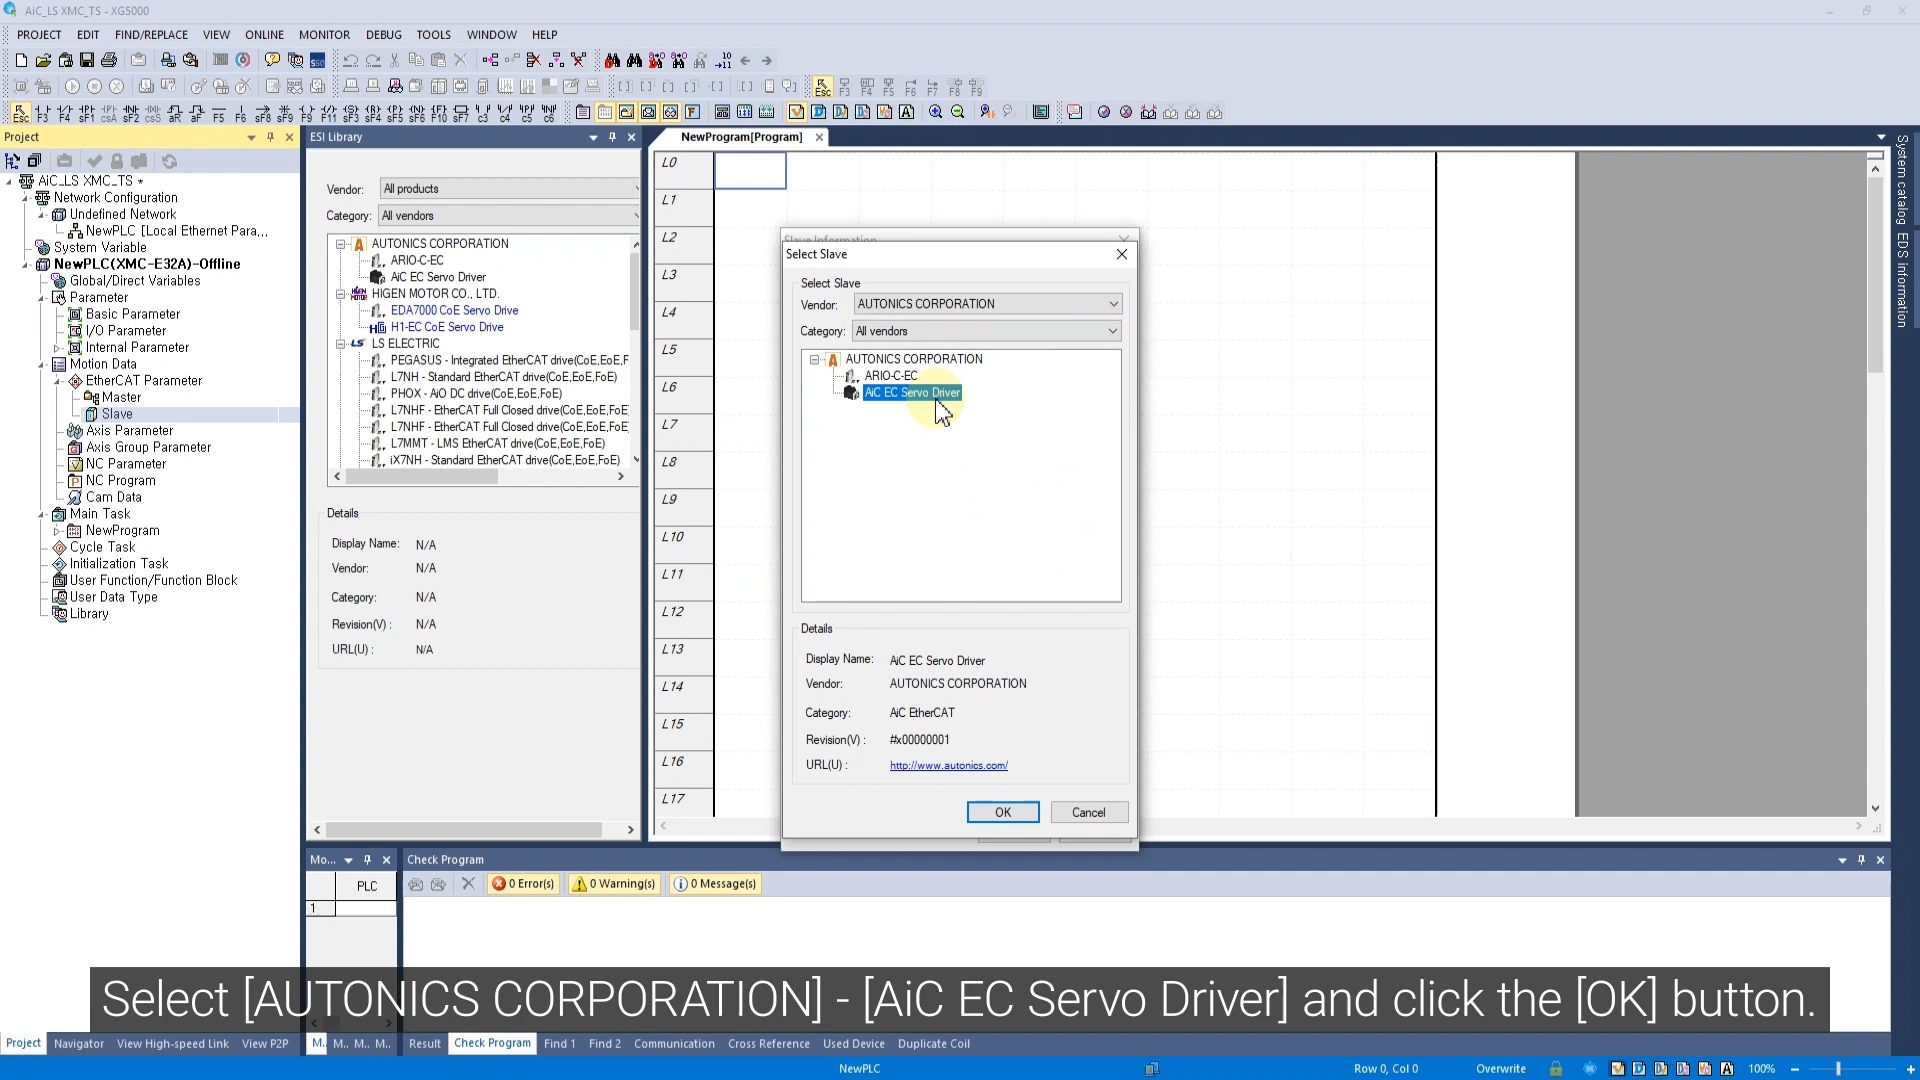 AiC_LS XMC_TS - XG5000
PROJECT EDIT FIND/REPLACE VIEW ONLINE MONITOR DEBUG TOOLS WINDOW HELP
Esc F3 F4 F5 F6 F7 F8 F9
Project
AiC_LS XMC_TS *
Network Configuration
Undefined Network
NewPLC [Local Ethernet Para...
System Variable
NewPLC(XMC-E32A)-Offline
Global/Direct Variables
Parameter
Basic Parameter
I/O Parameter
Internal Parameter
Motion Data
EtherCAT Parameter
Master
Slave
Axis Parameter
Axis Group Parameter
NC Parameter
NC Program
Cam Data
Main Task
NewProgram
Cycle Task
Initialization Task
User Function/Function Block
User Data Type
Library
ESI Library
Vendor: All products
Category: All vendors
AUTONICS CORPORATION
ARIO-C-EC
AiC EC Servo Driver
HIGEN MOTOR CO., LTD.
EDA7000 CoE Servo Drive
H1-EC CoE Servo Drive
LS ELECTRIC
PEGASUS - Integrated EtherCAT drive(CoE,EoE,F
L7NH - Standard EtherCAT drive(CoE,EoE,FoE)
PHOX - AiO DC drive(CoE,EoE,FoE)
L7NHF - EtherCAT Full Closed drive(CoE,EoE,FoE
L7NHF - EtherCAT Full Closed drive(CoE,EoE,FoE
L7MMT - LMS EtherCAT drive(CoE,EoE,FoE)
iX7NH - Standard EtherCAT drive(CoE,EoE,FoE)
Details
Display Name: N/A
Vendor: N/A
Category: N/A
Revision(V) : N/A
URL(U) : N/A
NewProgram[Program]
L0
L1
L2
L3
L4
L5
L6
L7
L8
L9
L10
L11
L12
L13
L14
L15
L16
L17
Slave Information
Select Slave
Select Slave
Vendor: AUTONICS CORPORATION
Category: All vendors
AUTONICS CORPORATION
ARIO-C-EC
AiC EC Servo Driver
Details
Display Name: AiC EC Servo Driver
Vendor: AUTONICS CORPORATION
Category: AiC EtherCAT
Revision(V) : #x00000001
URL(U) : http://www.autonics.com/
OK Cancel
System catalog
EDS information
Mo...
PLC
1
Check Program
0 Error(s) 0 Warning(s) 0 Message(s)
Select [AUTONICS CORPORATION] - [AiC EC Servo Driver] and click the [OK] button.
Project Navigator View High-speed Link View P2P M.. M.. M.. M.. Result Check Program Find 1 Find 2 Communication Cross Reference Used Device Duplicate Coil
NewPLC Row 0, Col 0 Overwrite 100%